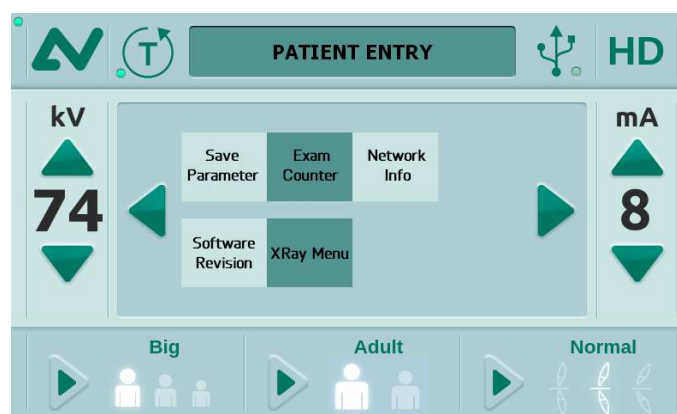 T
PATIENT ENTRY
HD
kV
74
Save
Parameter
Exam
Counter
Network
Info
Software
Revision
XRay Menu
mA
8
Big
Adult
Normal